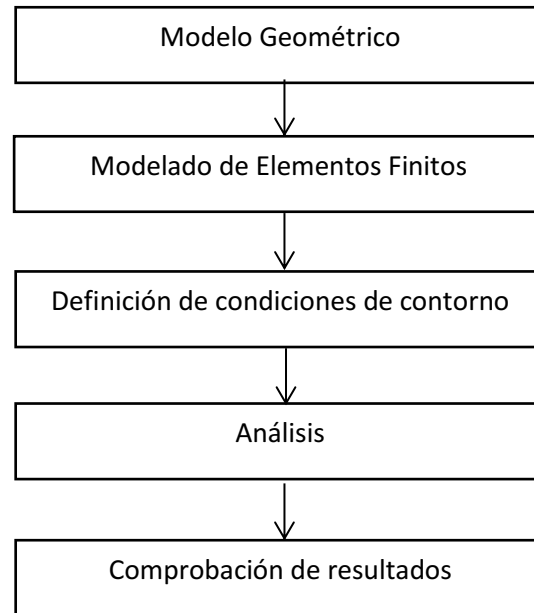 Modelo Geométrico
Modelado de Elementos Finitos
Definición de condiciones de contorno
Análisis
Comprobación de resultados